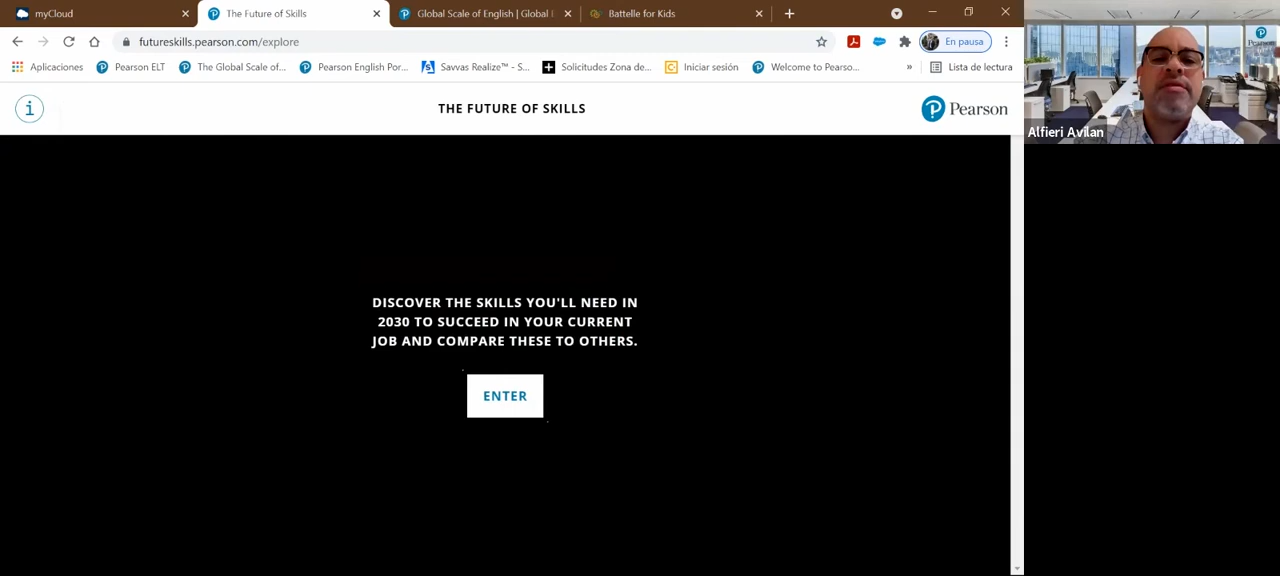 myCloud
The Future of Skills
Global Scale of English | Global
Battelle for Kids
futureskills.pearson.com/explore
En pausa
Aplicaciones
Pearson ELT
The Global Scale of...
Pearson English Por...
Savvas Realize™ - S...
Solicitudes Zona de...
Iniciar sesión
Welcome to Pearso...
»
Lista de lectura
i
THE FUTURE OF SKILLS
Pearson
DISCOVER THE SKILLS YOU'LL NEED IN
2030 TO SUCCEED IN YOUR CURRENT
JOB AND COMPARE THESE TO OTHERS.
ENTER
Pearson
Alfieri Avilan